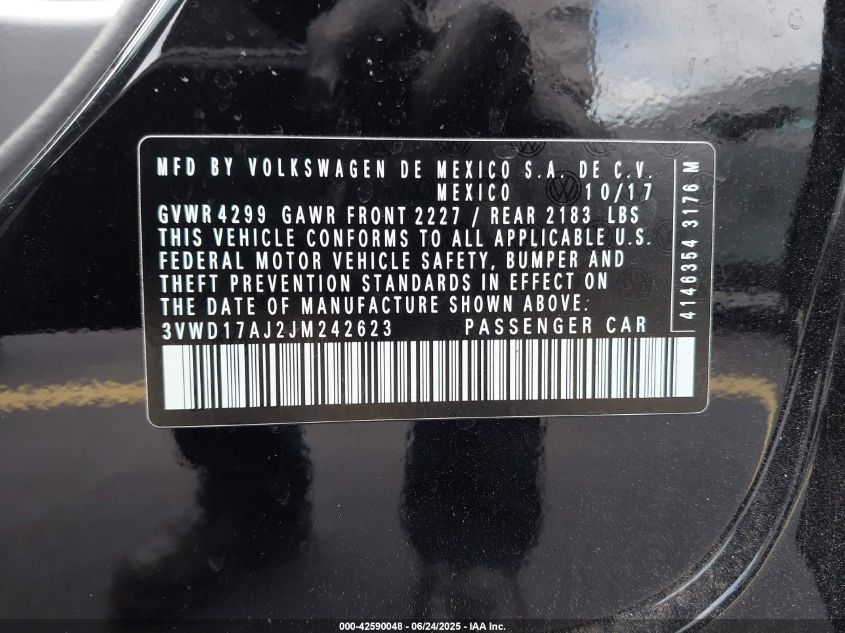 MFD BY VOLKSWAGEN DE MEXICO S.A. DE C.V.
MEXICO 10/17
GVWR 4299 GAWR FRONT 2227 / REAR 2183 LBS
THIS VEHICLE CONFORMS TO ALL APPLICABLE U.S.
FEDERAL MOTOR VEHICLE SAFETY, BUMPER AND
THEFT PREVENTION STANDARDS IN EFFECT ON
THE DATE OF MANUFACTURE SHOWN ABOVE:
3VWD17AJ2JM242623 PASSENGER CAR
4146354 3176 M
000-42590048 - 06/24/2025 - IAA Inc.